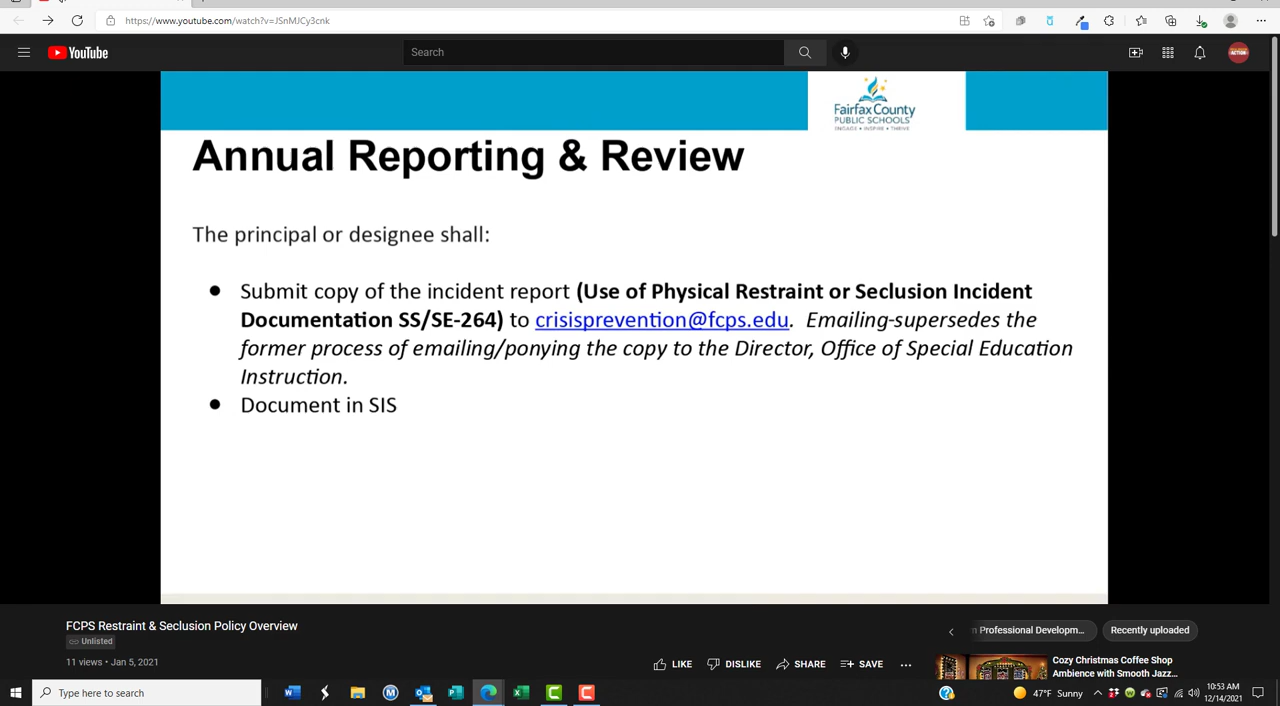 https://www.youtube.com/watch?v=JSnMJCy3cnk
YouTube
Search
ACTION
Fairfax County
PUBLIC SCHOOLS
ENGAGE • INSPIRE • THRIVE
Annual Reporting & Review
The principal or designee shall:
● Submit copy of the incident report (Use of Physical Restraint or Seclusion Incident
Documentation SS/SE-264) to crisisprevention@fcps.edu. Emailing-supersedes the
former process of emailing/ponying the copy to the Director, Office of Special Education
Instruction.
● Document in SIS
FCPS Restraint & Seclusion Policy Overview
Unlisted
11 views • Jan 5, 2021
LIKE
DISLIKE
SHARE
SAVE
Professional Developm...
Recently uploaded
Cozy Christmas Coffee Shop
Ambience with Smooth Jazz...
Type here to search
47°F Sunny
10:53 AM
12/14/2021